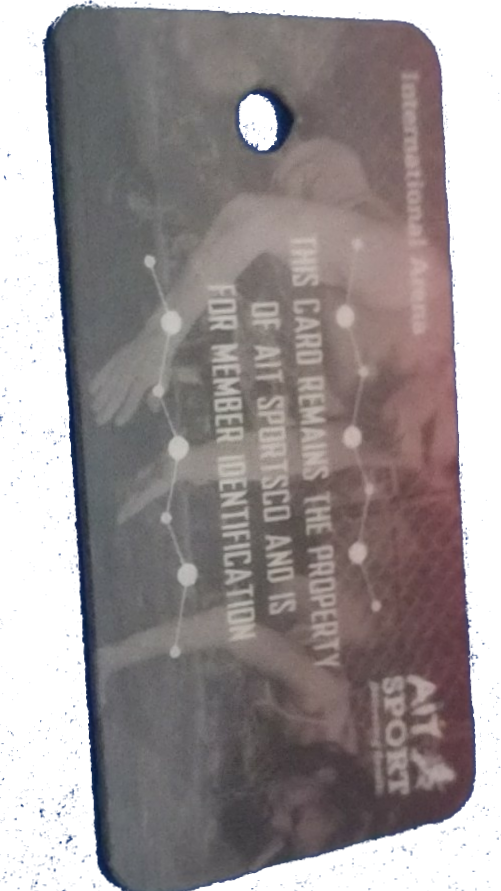 International Arena
THIS CARD REMAINS THE PROPERTY
OF AIT SPORTSCO AND IS
FOR MEMBER IDENTIFICATION
AIT
SPORT